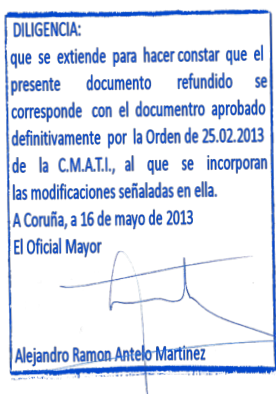 DILIGENCIA:
que se extiende para hacer constar que el
presente documento refundido se
corresponde con el documentro aprobado
definitivamente por la Orden de 25.02.2013
de la C.M.A.T.I., al que se incorporan
las modificaciones señaladas en ella.
A Coruña, a 16 de mayo de 2013
El Oficial Mayor
Alejandro Ramon Antelo Martinez